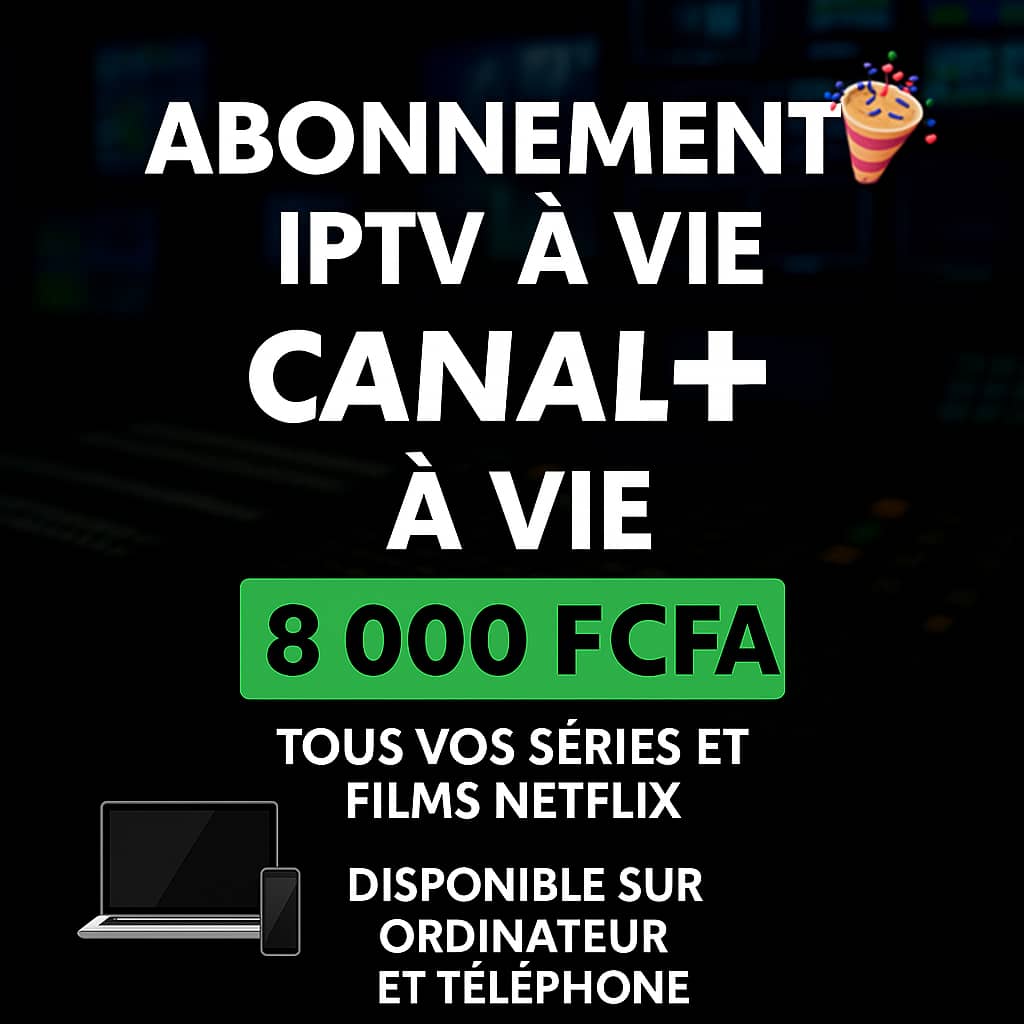 ABONNEMENT
IPTV À VIE
CANAL+
À VIE
8 000 FCFA
TOUS VOS SÉRIES ET
FILMS NETFLIX
DISPONIBLE SUR
ORDINATEUR
ET TÉLÉPHONE